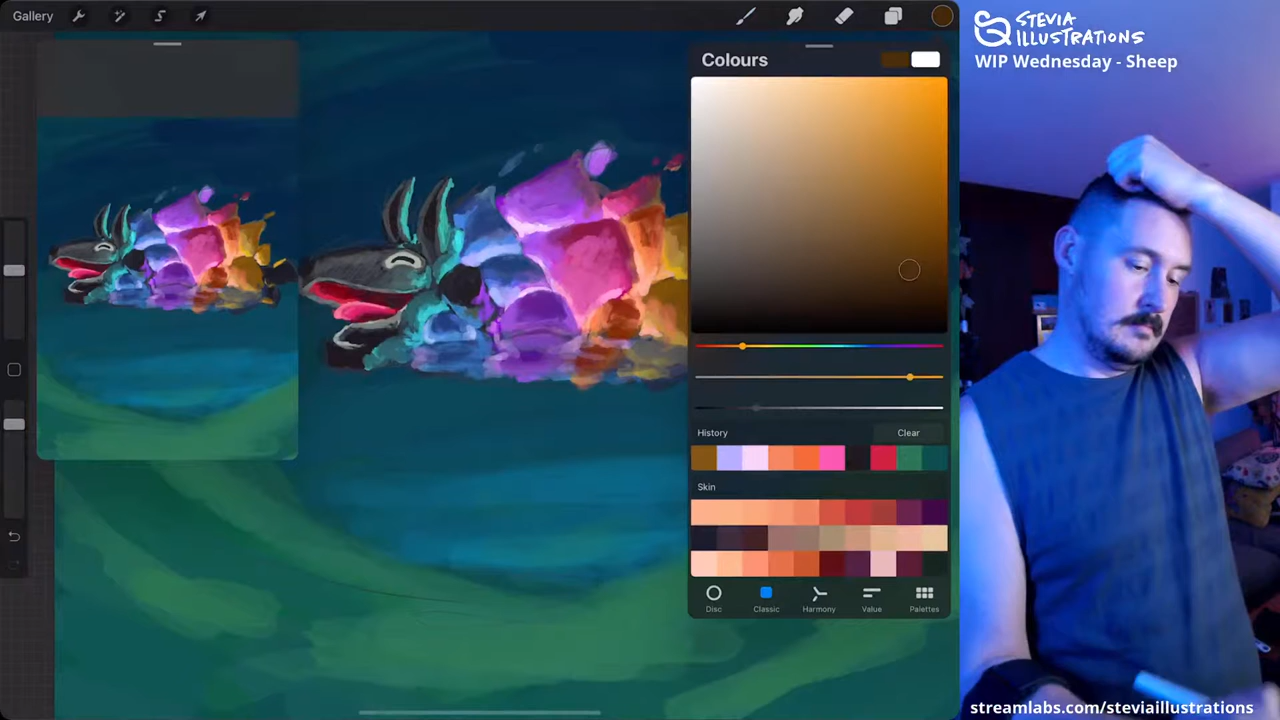 Gallery
Colours
History
Clear
Skin
Disc
Classic
Harmony
Value
Palettes
STEVIA
ILLUSTRATIONS
WIP Wednesday - Sheep
streamlabs.com/steviaillustrations